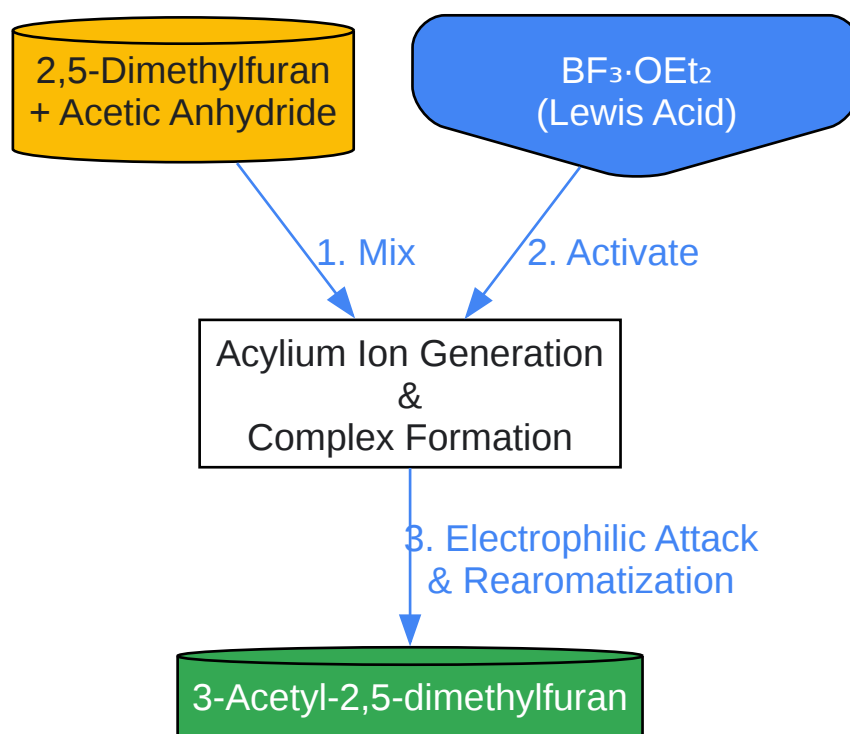 2,5-Dimethylfuran
+ Acetic Anhydride
BF₃·OEt₂
(Lewis Acid)
1. Mix
2. Activate
Acylium Ion Generation
&
Complex Formation
3. Electrophilic Attack
& Rearomatization
3-Acetyl-2,5-dimethylfuran